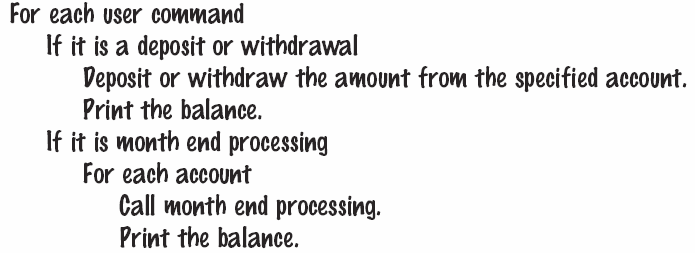 For each user command
If it is a deposit or withdrawal
Deposit or withdraw the amount from the specified account.
Print the balance.
If it is month end processing
For each account
Call month end processing.
Print the balance.